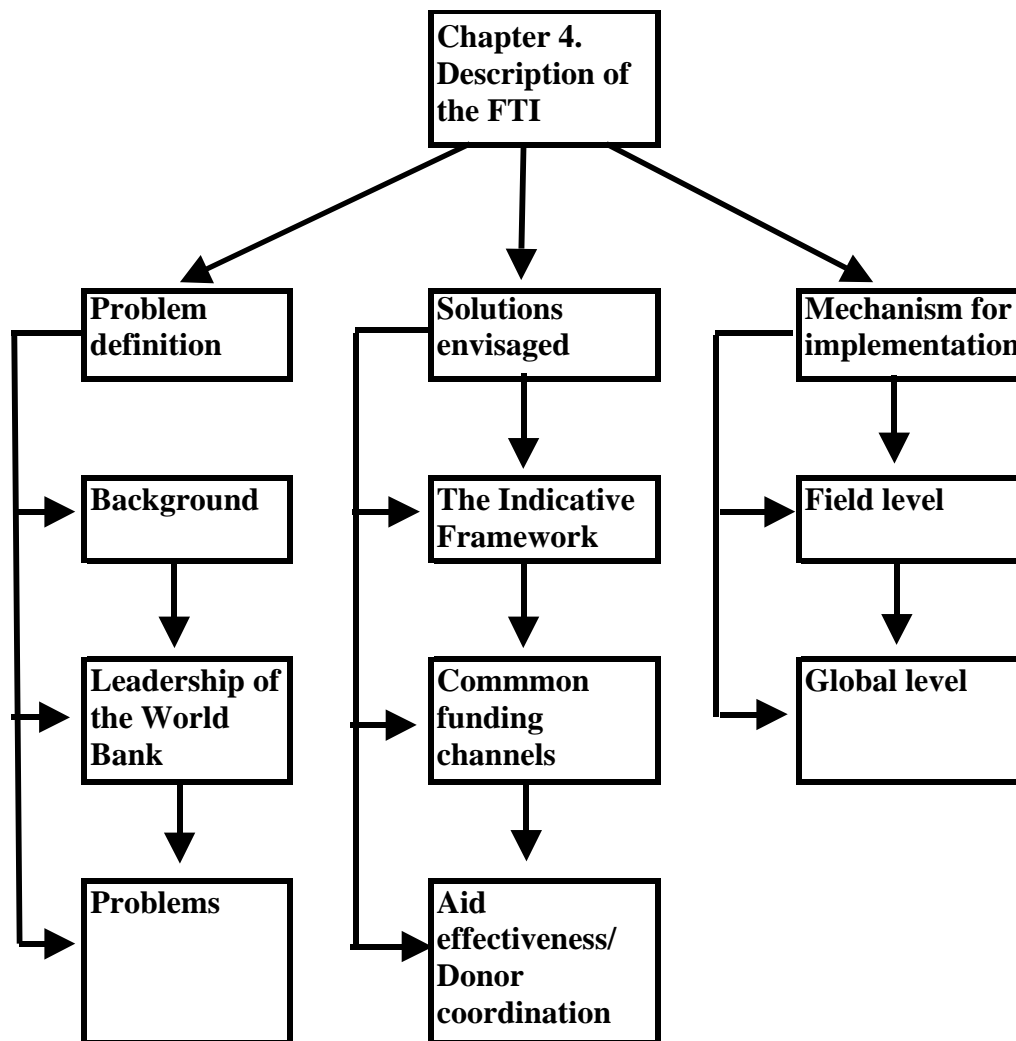 Chapter 4.
Description of
the FTI
Problem
definition
Solutions
envisaged
Mechanism for
implementation
Background
The Indicative
Framework
Field level
Leadership of
the World
Bank
Commmon
funding
channels
Global level
Problems
Aid
effectiveness/
Donor
coordination